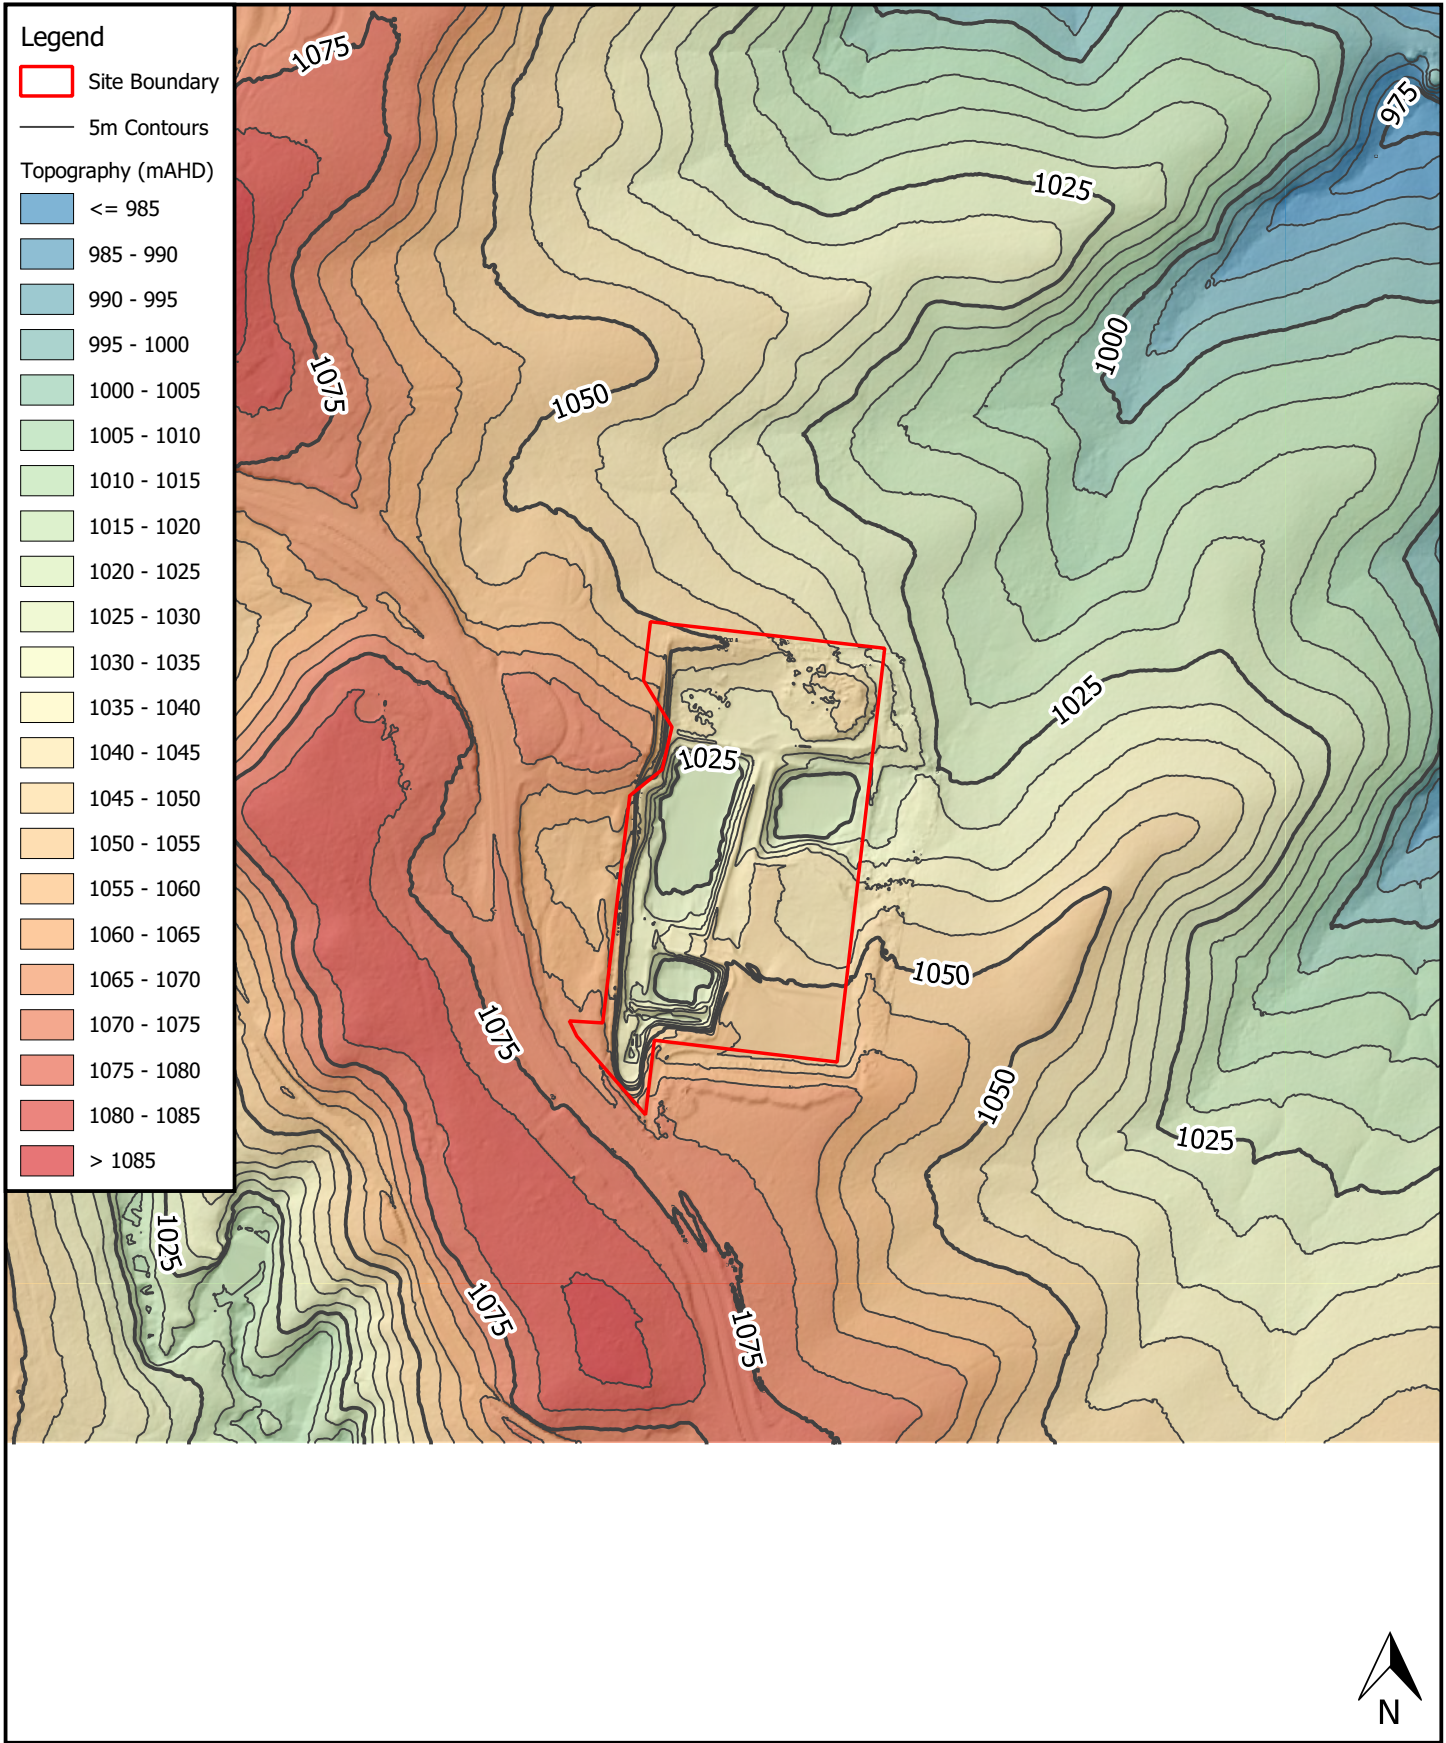 Legend
Site Boundary
5m Contours
Topography (mAHD)
<= 985
985 - 990
990 - 995
995 - 1000
1000 - 1005
1005 - 1010
1010 - 1015
1015 - 1020
1020 - 1025
1025 - 1030
1030 - 1035
1035 - 1040
1040 - 1045
1045 - 1050
1050 - 1055
1055 - 1060
1060 - 1065
1065 - 1070
1070 - 1075
1075 - 1080
1080 - 1085
> 1085
1075
975
1025
1000
1075
1050
1025
1025
1050
1075
1050
1025
1025
1075
1075
N